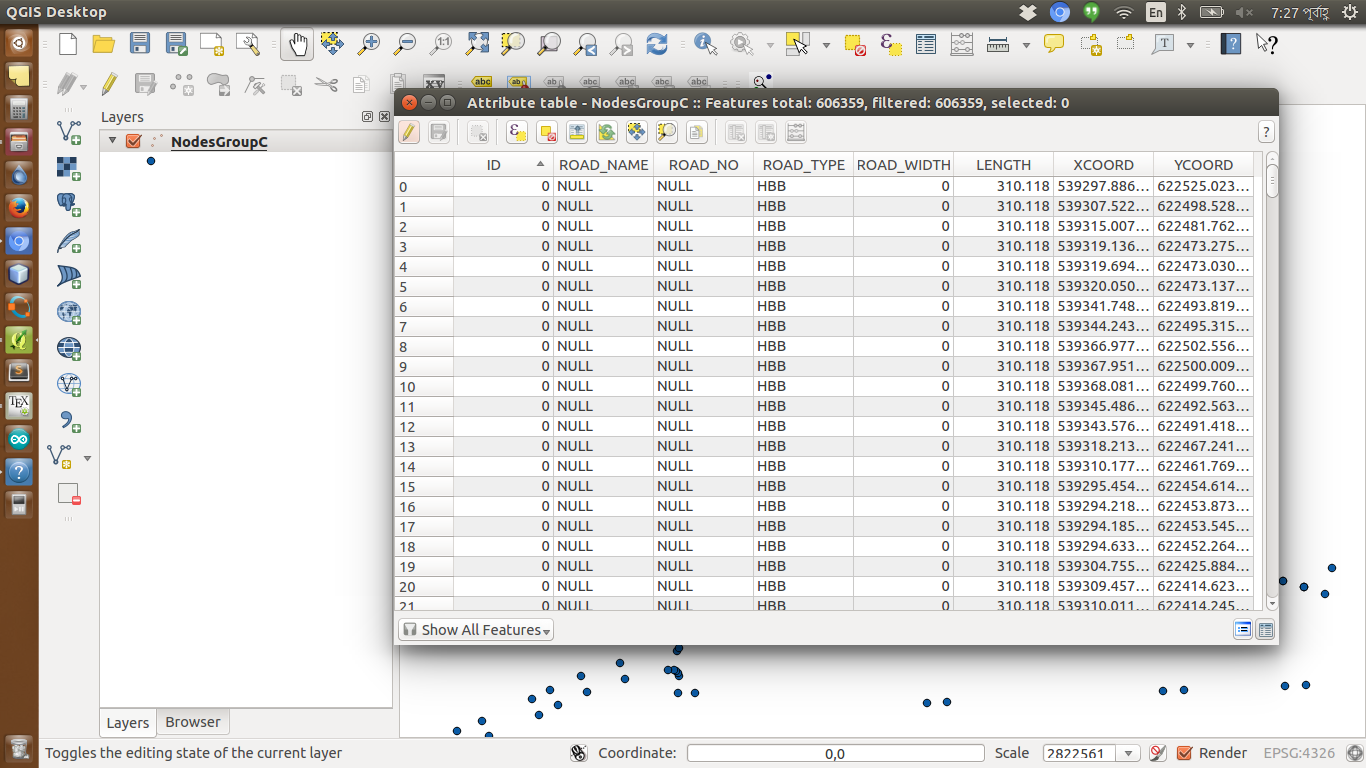 QGIS Desktop
En
7:27 পূর্বাহ্ণ
Layers
NodesGroupC
Attribute table - NodesGroupC :: Features total: 606359, filtered: 606359, selected: 0
ID ROAD_NAME ROAD_NO ROAD_TYPE ROAD_WIDTH LENGTH XCOORD YCOORD
0 0 NULL NULL HBB 0 310.118 539297.886... 622525.023...
1 0 NULL NULL HBB 0 310.118 539307.522... 622498.528...
2 0 NULL NULL HBB 0 310.118 539315.007... 622481.762...
3 0 NULL NULL HBB 0 310.118 539319.136... 622473.275...
4 0 NULL NULL HBB 0 310.118 539319.694... 622473.030...
5 0 NULL NULL HBB 0 310.118 539320.050... 622473.137...
6 0 NULL NULL HBB 0 310.118 539341.748... 622493.819...
7 0 NULL NULL HBB 0 310.118 539344.243... 622495.315...
8 0 NULL NULL HBB 0 310.118 539366.977... 622502.556...
9 0 NULL NULL HBB 0 310.118 539367.951... 622500.009...
10 0 NULL NULL HBB 0 310.118 539368.081... 622499.760...
11 0 NULL NULL HBB 0 310.118 539345.486... 622492.563...
12 0 NULL NULL HBB 0 310.118 539343.576... 622491.418...
13 0 NULL NULL HBB 0 310.118 539318.213... 622467.241...
14 0 NULL NULL HBB 0 310.118 539310.177... 622461.769...
15 0 NULL NULL HBB 0 310.118 539295.454... 622454.614...
16 0 NULL NULL HBB 0 310.118 539294.218... 622453.873...
17 0 NULL NULL HBB 0 310.118 539294.185... 622453.545...
18 0 NULL NULL HBB 0 310.118 539294.633... 622452.264...
19 0 NULL NULL HBB 0 310.118 539304.755... 622425.884...
20 0 NULL NULL HBB 0 310.118 539309.457... 622414.623...
21 0 NULL NULL HBB 0 310.118 539310.011... 622414.245...
Show All Features
Layers Browser
Toggles the editing state of the current layer
Coordinate: 0,0
Scale 2822561
Render
EPSG:4326